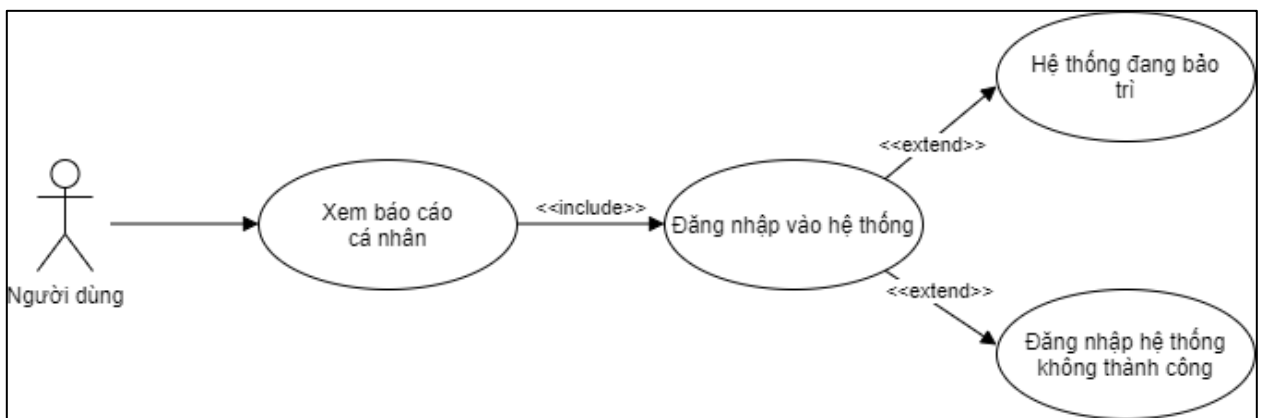 Hệ thống đang bảo
trì
<<extend>>
Xem báo cáo
cá nhân
<<include>>
Đăng nhập vào hệ thống
Người dùng
<<extend>>
Đăng nhập hệ thống
không thành công